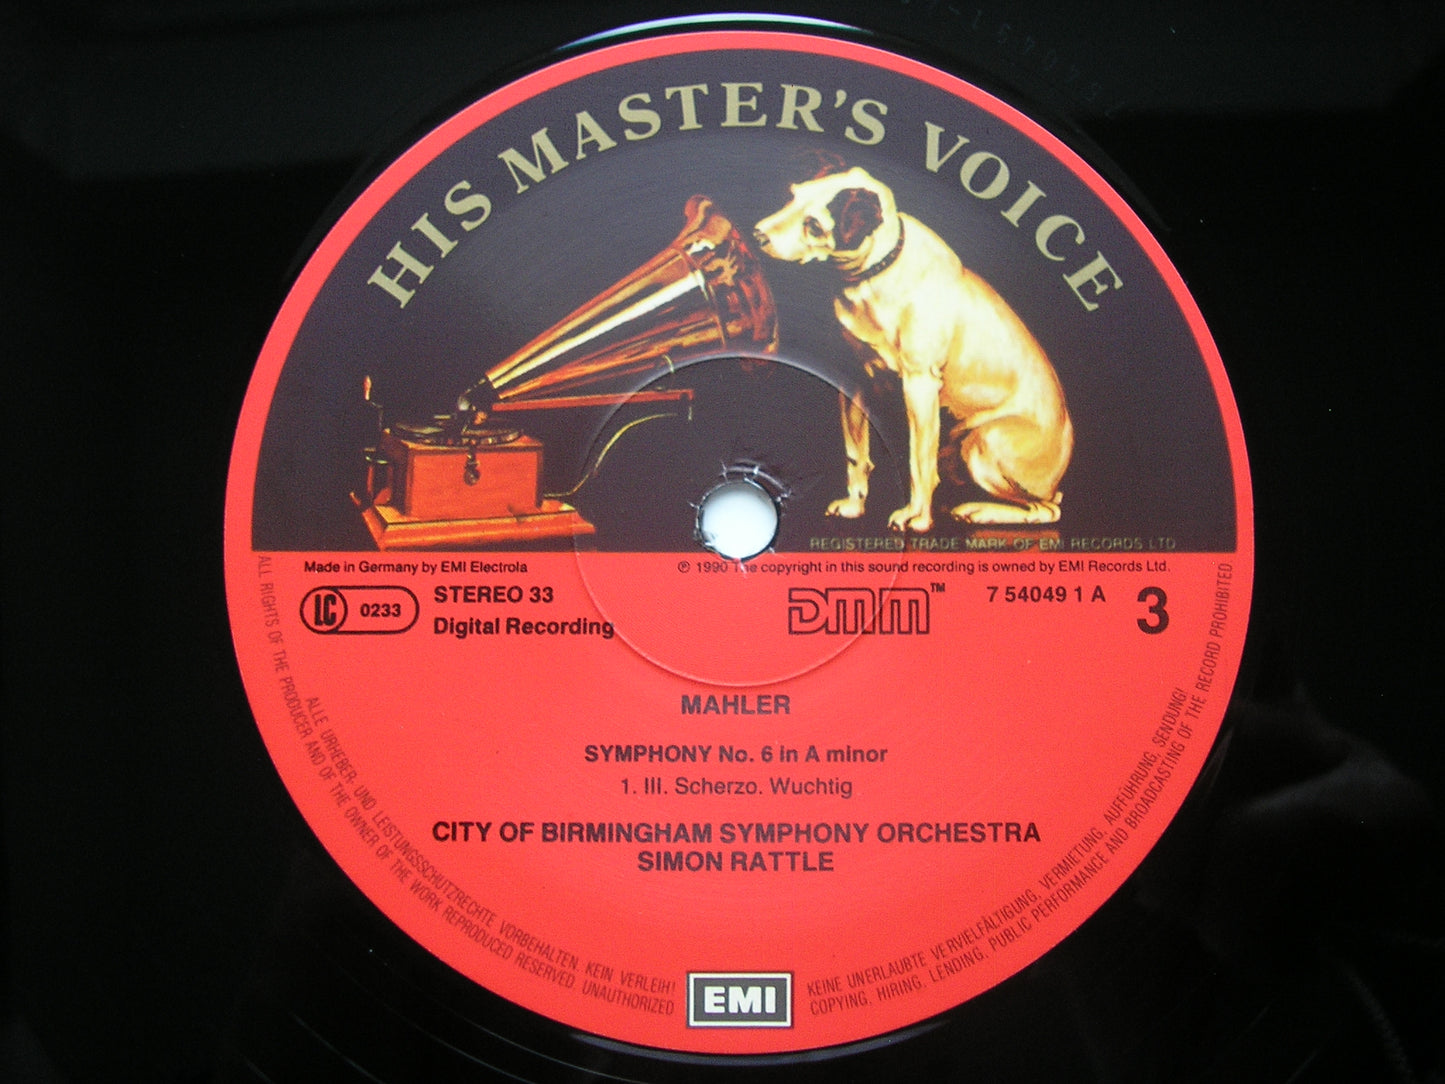 HIS MASTER'S VOICE
REGISTERED TRADE MARK OF EMI RECORDS LTD
Made in Germany by EMI Electrola
℗ 1990 The copyright in this sound recording is owned by EMI Records Ltd.
LC 0233
STEREO 33
Digital Recording
DMM™
7 54049 1 A
3
MAHLER
SYMPHONY No. 6 in A minor
1. III. Scherzo. Wuchtig
CITY OF BIRMINGHAM SYMPHONY ORCHESTRA
SIMON RATTLE
ALLE URHEBER- UND LEISTUNGSSCHUTZRECHTE VORBEHALTEN. KEIN VERLEIH! KEINE UNERLAUBTE VERVIELFÄLTIGUNG, VERMIETUNG, AUFFÜHRUNG, SENDUNG!
ALL RIGHTS OF THE PRODUCER AND OF THE OWNER OF THE WORK REPRODUCED RESERVED. UNAUTHORIZED COPYING, HIRING, LENDING, PUBLIC PERFORMANCE AND BROADCASTING OF THE RECORD PROHIBITED
EMI